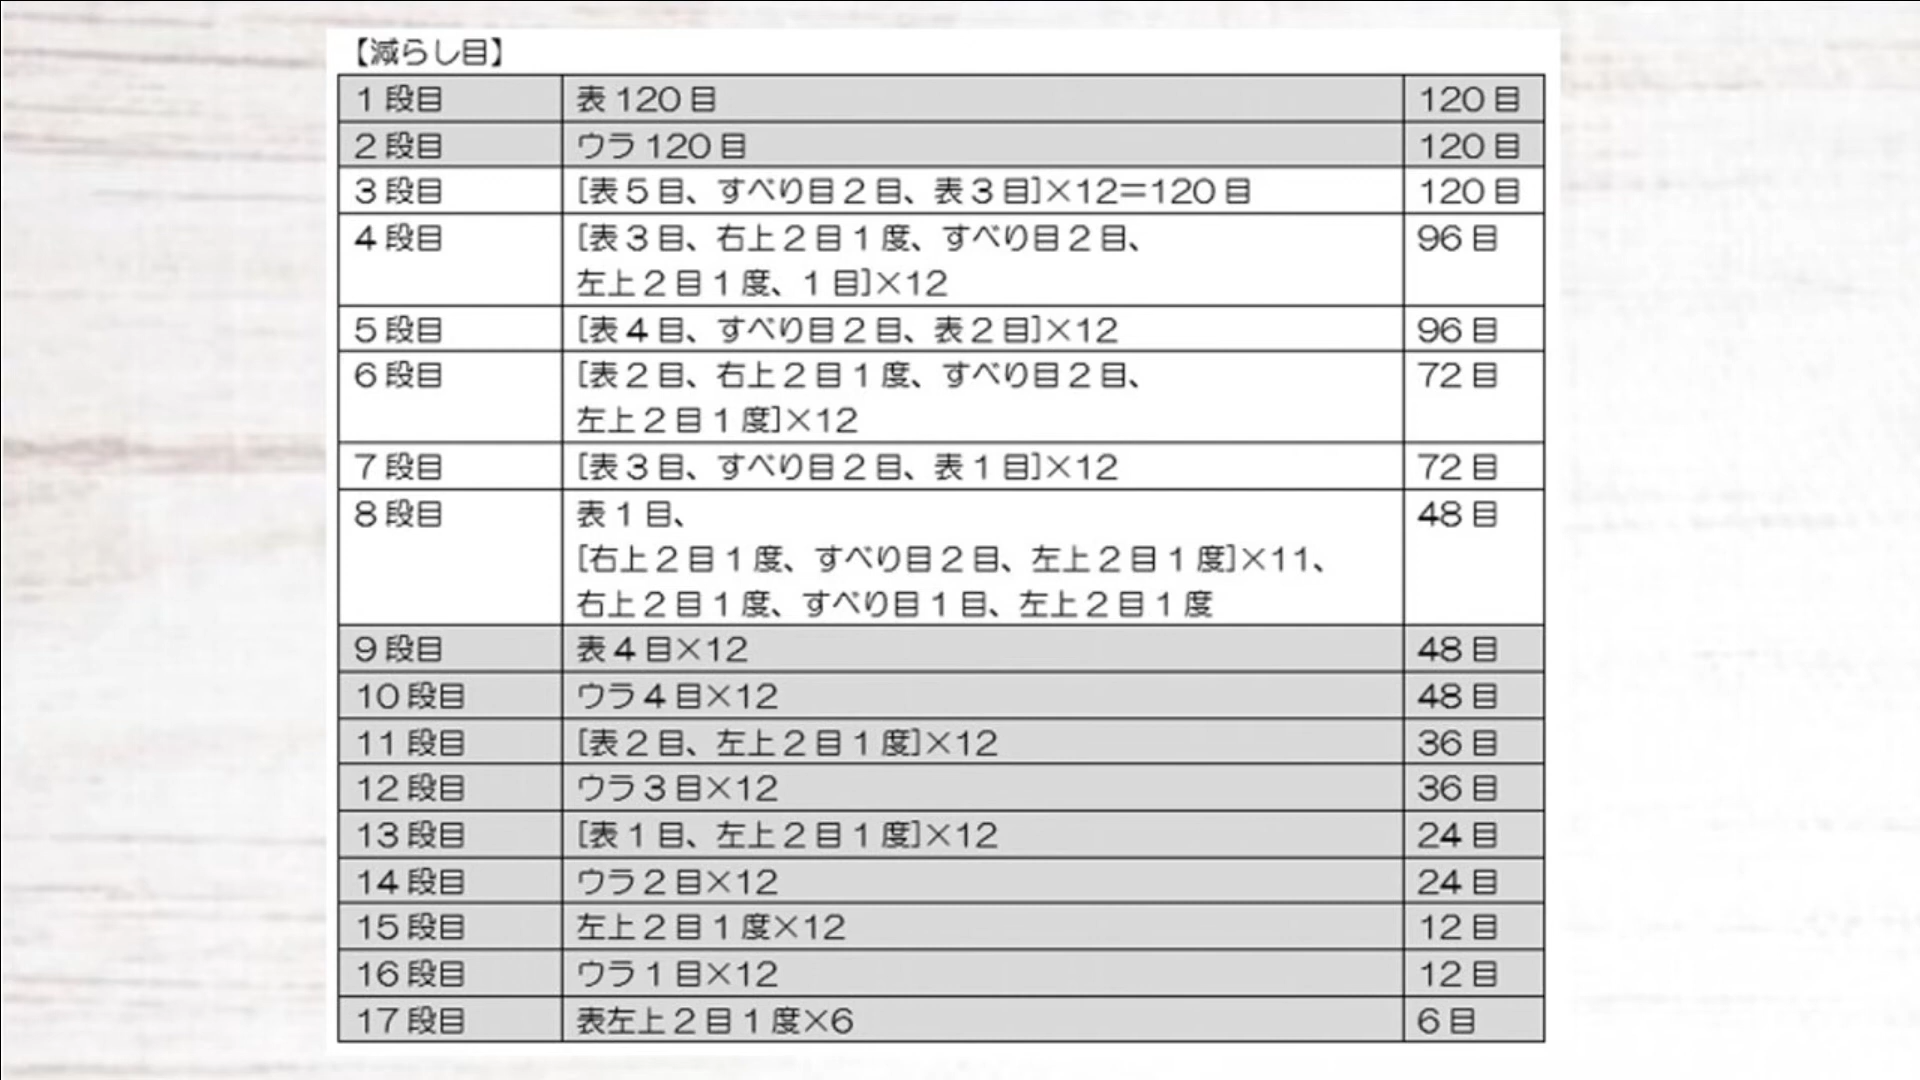 【減らし目】
1段目 表120目 120目
2段目 ウラ120目 120目
3段目 [表5目、すべり目2目、表3目]×12＝120目 120目
4段目 [表3目、右上2目1度、すべり目2目、 96目
左上2目1度、1目]×12
5段目 [表4目、すべり目2目、表2目]×12 96目
6段目 [表2目、右上2目1度、すべり目2目、 72目
左上2目1度]×12
7段目 [表3目、すべり目2目、表1目]×12 72目
8段目 表1目、 48目
[右上2目1度、すべり目2目、左上2目1度]×11、
右上2目1度、すべり目1目、左上2目1度
9段目 表4目×12 48目
10段目 ウラ4目×12 48目
11段目 [表2目、左上2目1度]×12 36目
12段目 ウラ3目×12 36目
13段目 [表1目、左上2目1度]×12 24目
14段目 ウラ2目×12 24目
15段目 左上2目1度×12 12目
16段目 ウラ1目×12 12目
17段目 表左上2目1度×6 6目